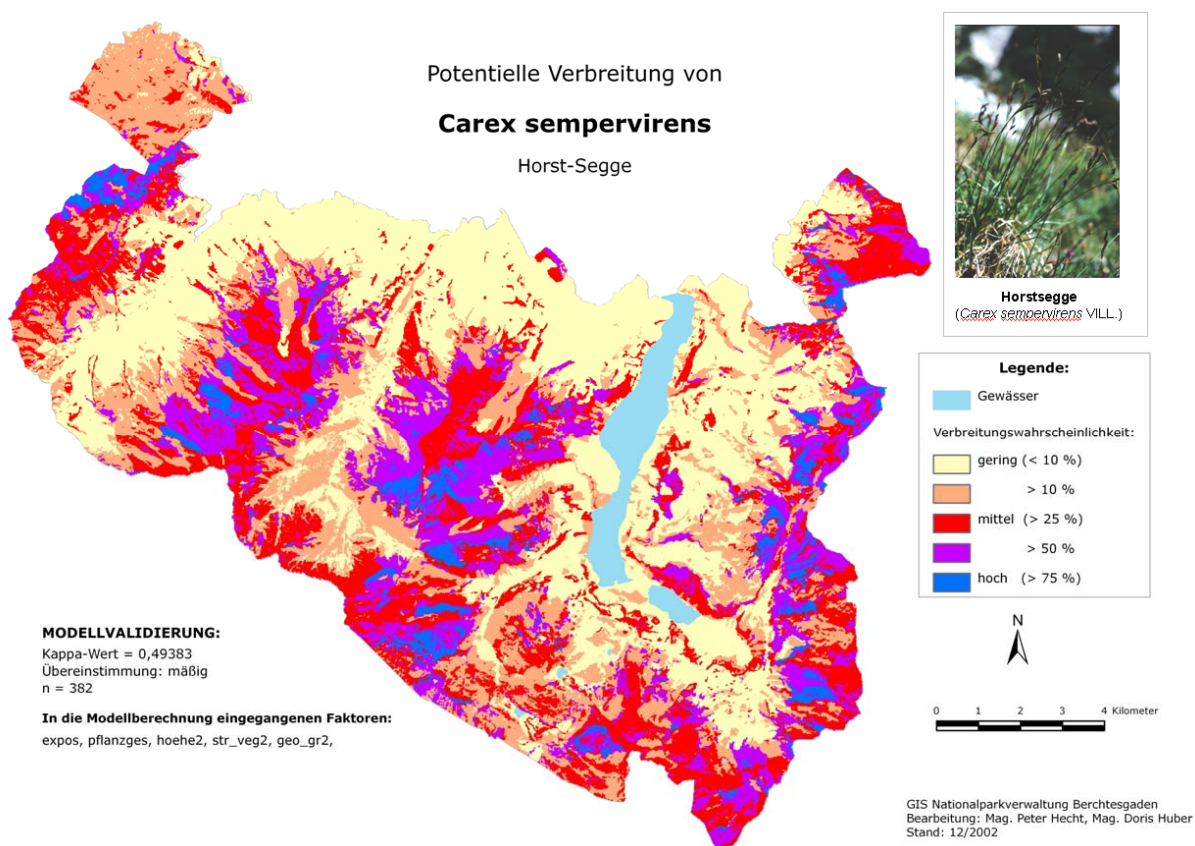 Potentielle Verbreitung von
Carex sempervirens
Horst-Segge
Horstsegge
(Carex sempervirens VILL.)
Legende:
Gewässer
Verbreitungswahrscheinlichkeit:
gering (< 10 %)
> 10 %
mittel (> 25 %)
> 50 %
hoch (> 75 %)
N
0 1 2 3 4 Kilometer
MODELLVALIDIERUNG:
Kappa-Wert = 0,49383
Übereinstimmung: mäßig
n = 382
In die Modellberechnung eingegangenen Faktoren:
expos, pflanzges, hoehe2, str_veg2, geo_gr2,
GIS Nationalparkverwaltung Berchtesgaden
Bearbeitung: Mag. Peter Hecht, Mag. Doris Huber
Stand: 12/2002